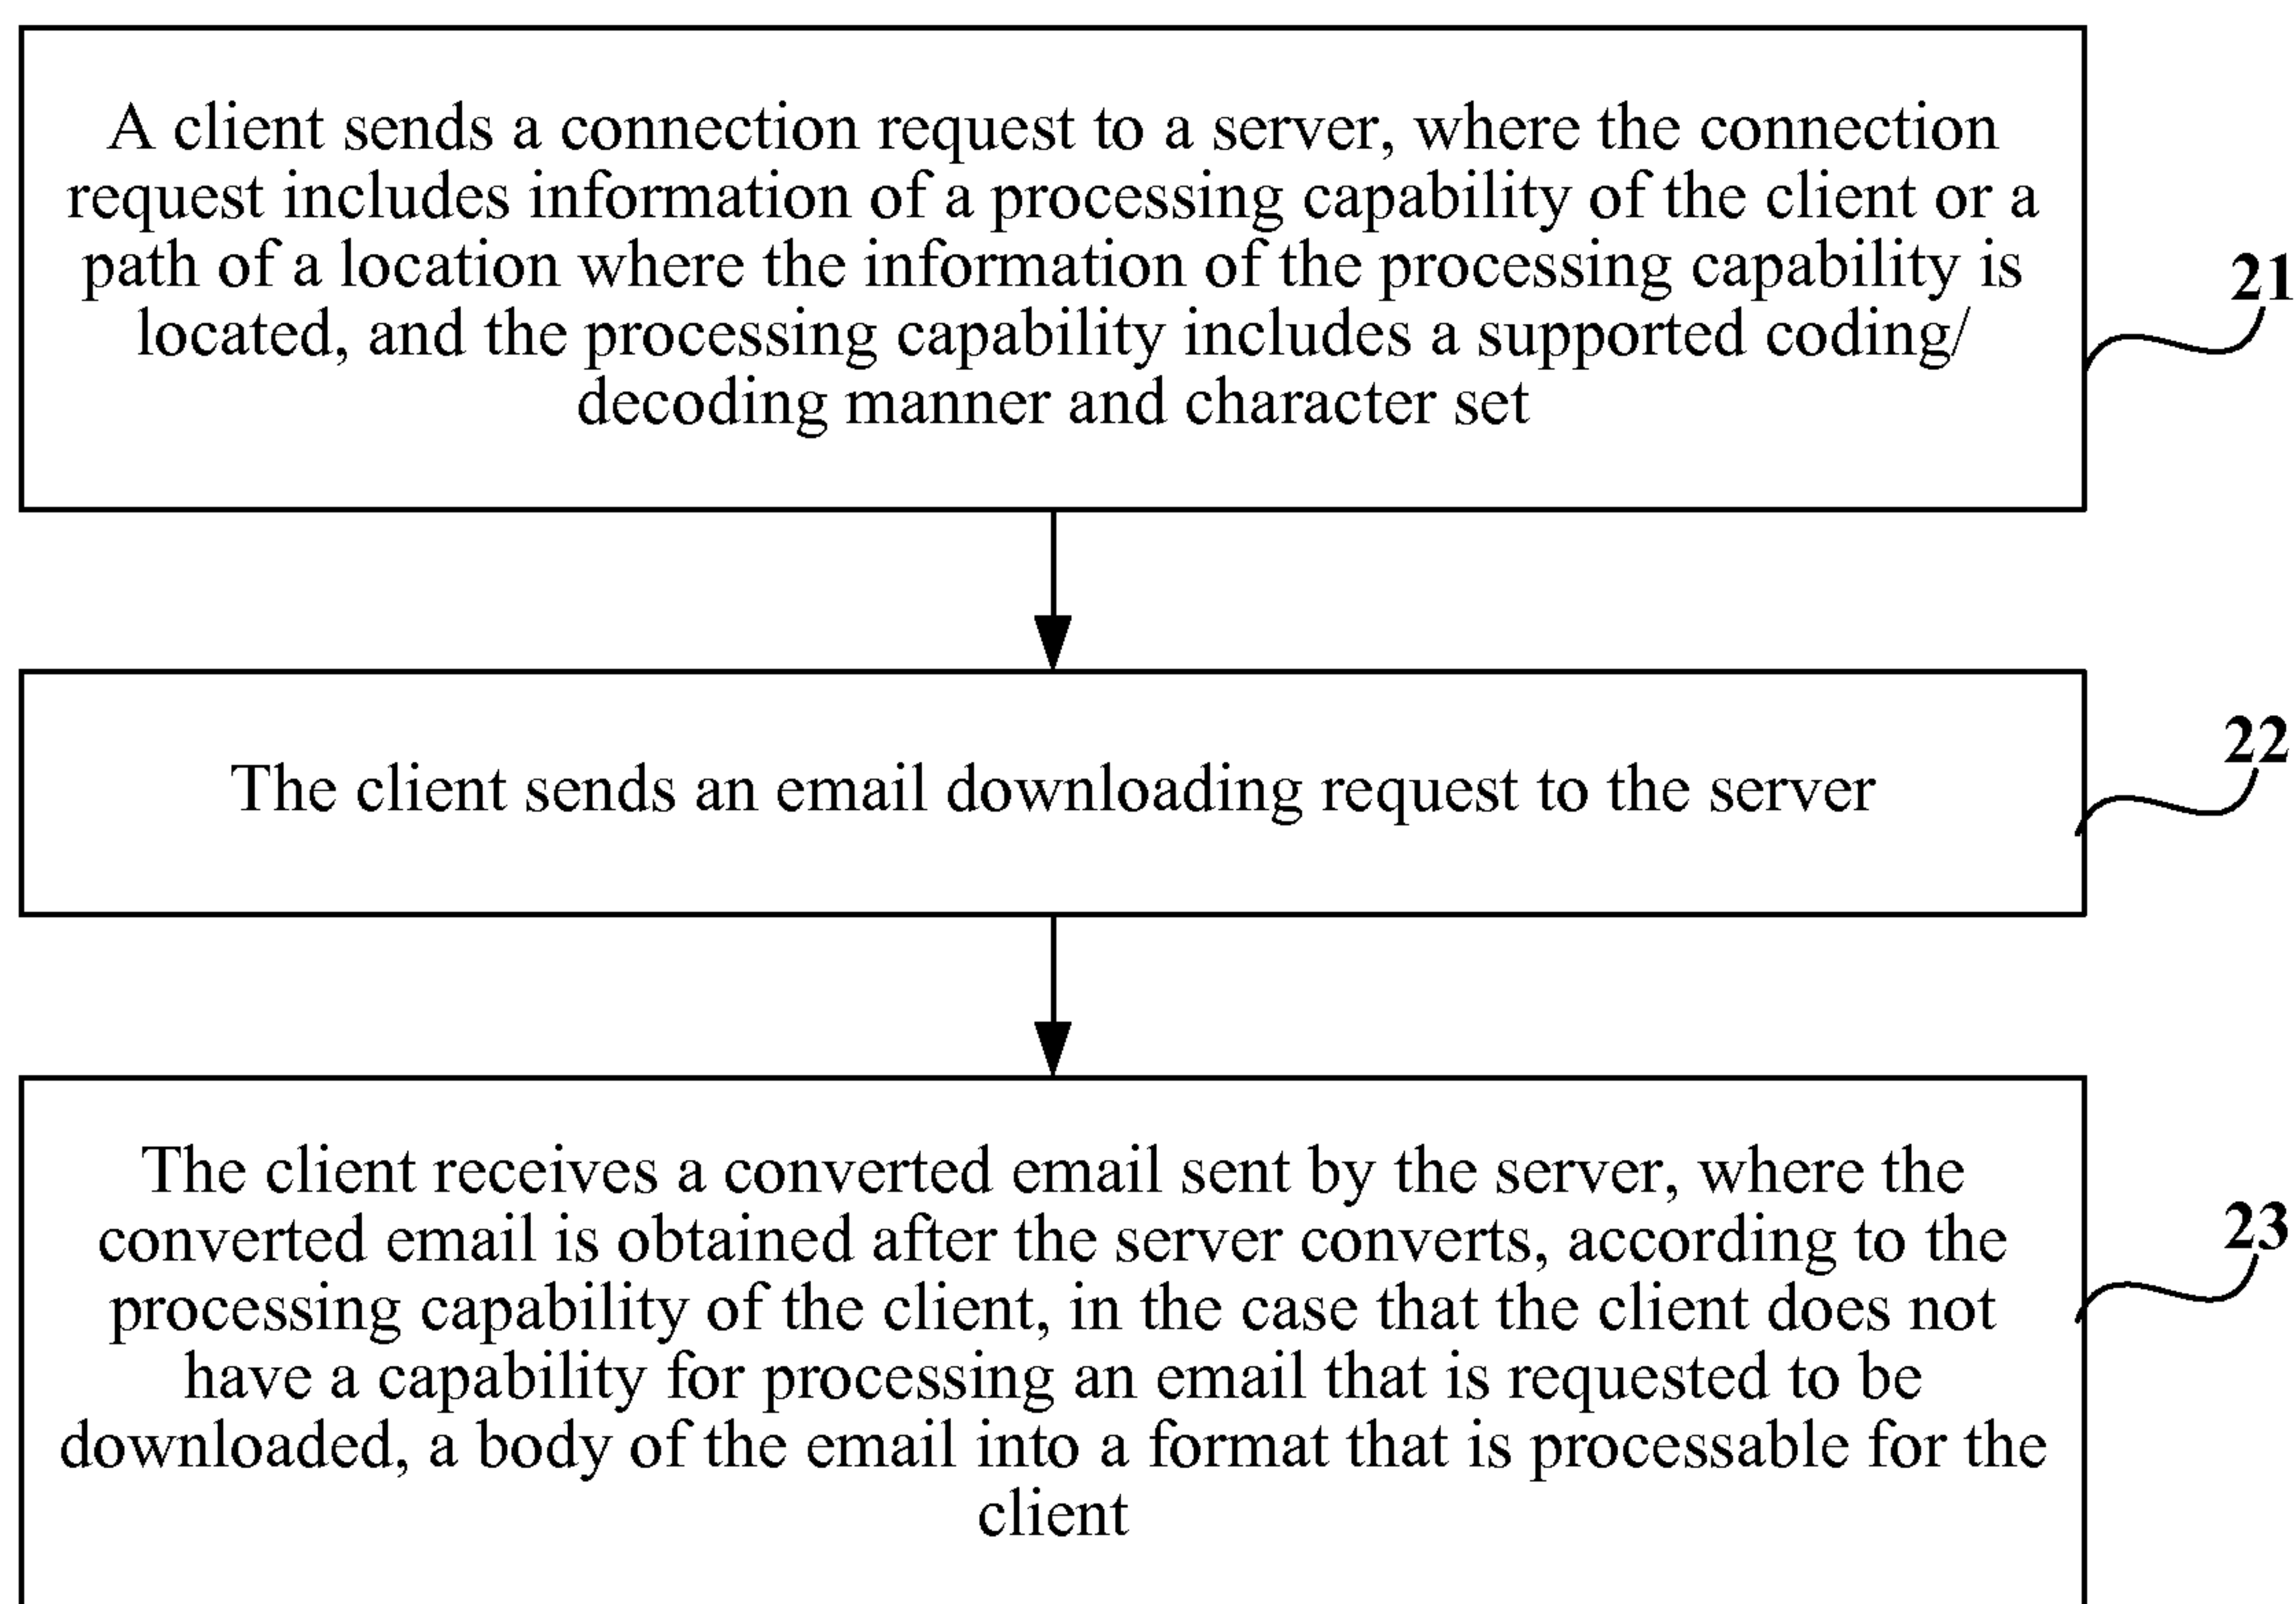 A client sends a connection request to a server, where the connection
request includes information of a processing capability of the client or a
path of a location where the information of the processing capability is
located, and the processing capability includes a supported coding/
decoding manner and character set
21
The client sends an email downloading request to the server
22
The client receives a converted email sent by the server, where the
converted email is obtained after the server converts, according to the
processing capability of the client, in the case that the client does not
have a capability for processing an email that is requested to be
downloaded, a body of the email into a format that is processable for the
client
23